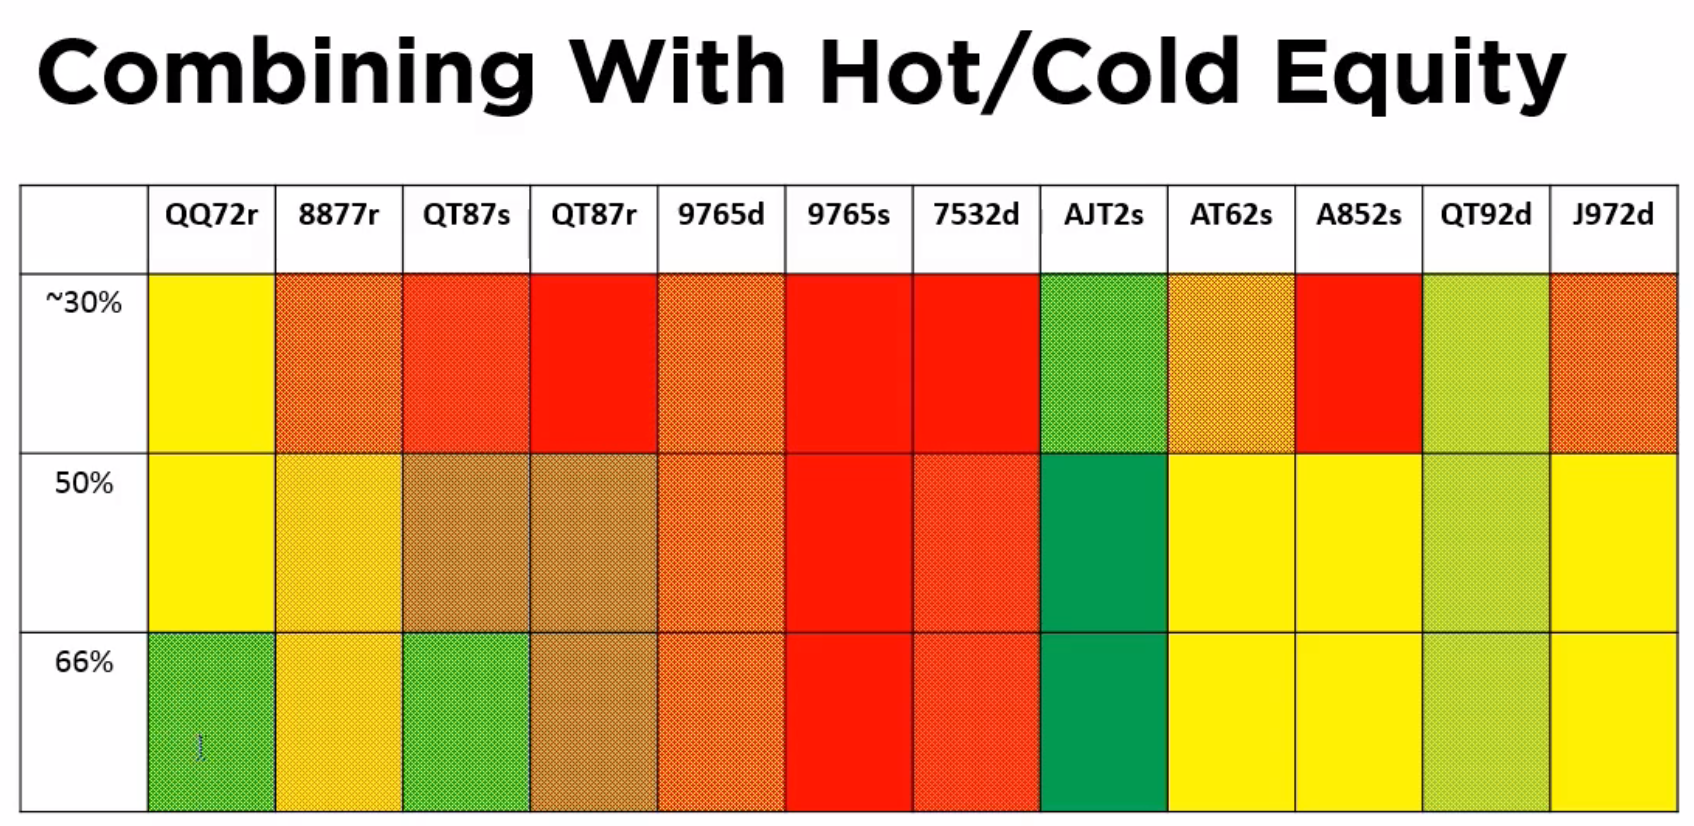 Combining With Hot/Cold Equity
QQ72r 8877r QT87s QT87r 9765d 9765s 7532d AJT2s AT62s A852s QT92d J972d
~30%
50%
66%